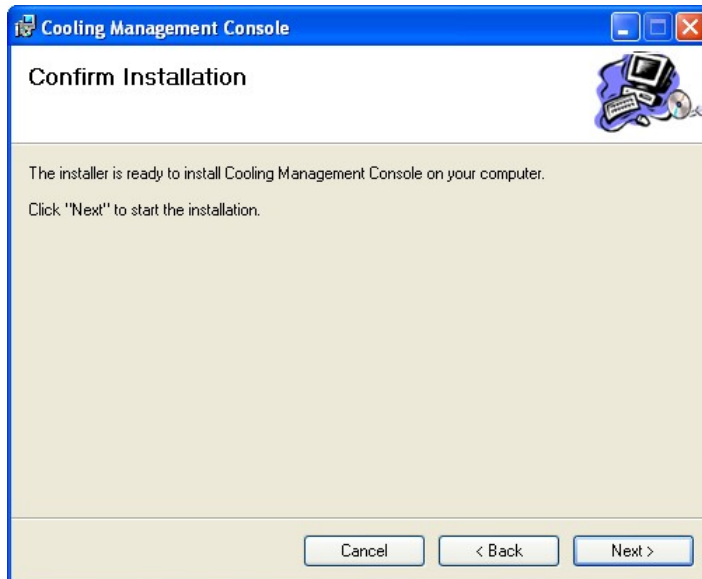 Cooling Management Console
Confirm Installation
The installer is ready to install Cooling Management Console on your computer.
Click "Next" to start the installation.
Cancel
< Back
Next >